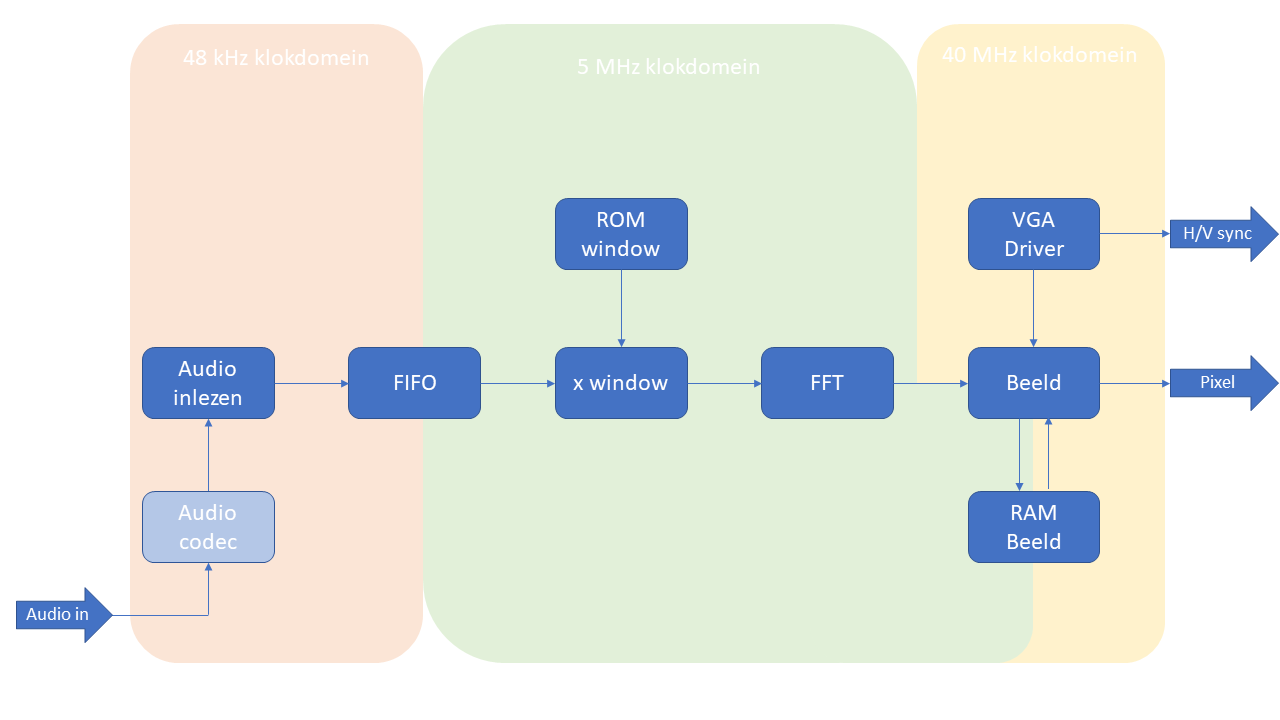 48 kHz klokdomein
5 MHz klokdomein
40 MHz klokdomein
ROM
window
VGA
Driver
H/V sync
Audio
inlezen
FIFO
x window
FFT
Beeld
Pixel
Audio
codec
RAM
Beeld
Audio in